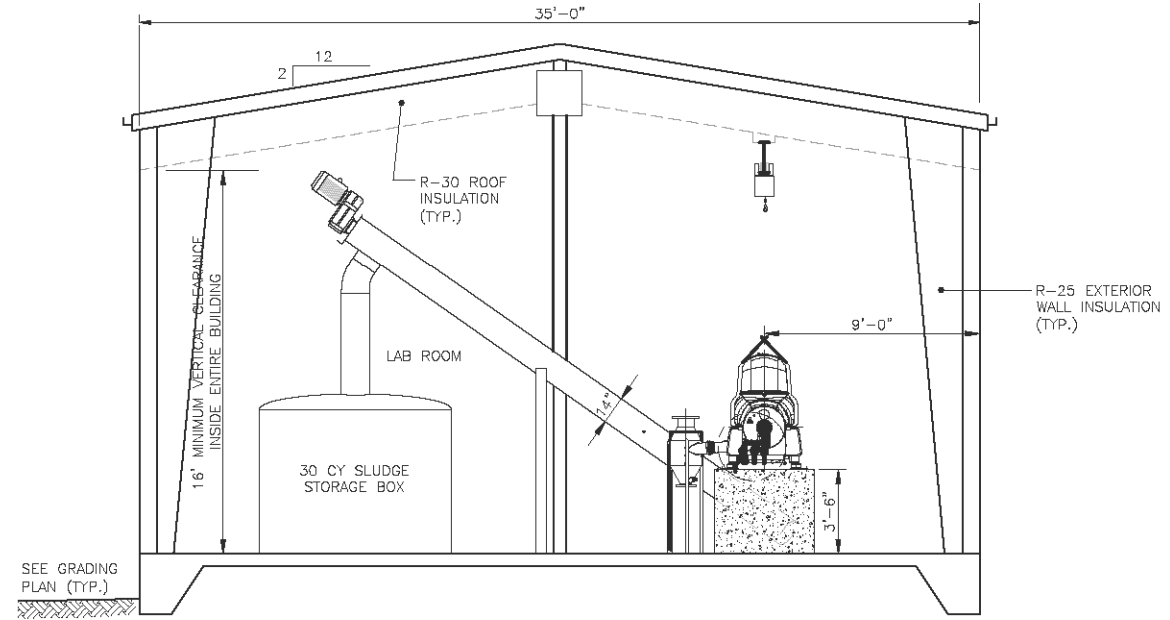 35'-0"
12
2
R-30 ROOF
INSULATION
(TYP.)
16' MINIMUM VERTICAL CLEARANCE
INSIDE ENTIRE BUILDING
R-25 EXTERIOR
WALL INSULATION
(TYP.)
9'-0"
LAB ROOM
14"
30 CY SLUDGE
STORAGE BOX
3'-6"
SEE GRADING
PLAN (TYP.)